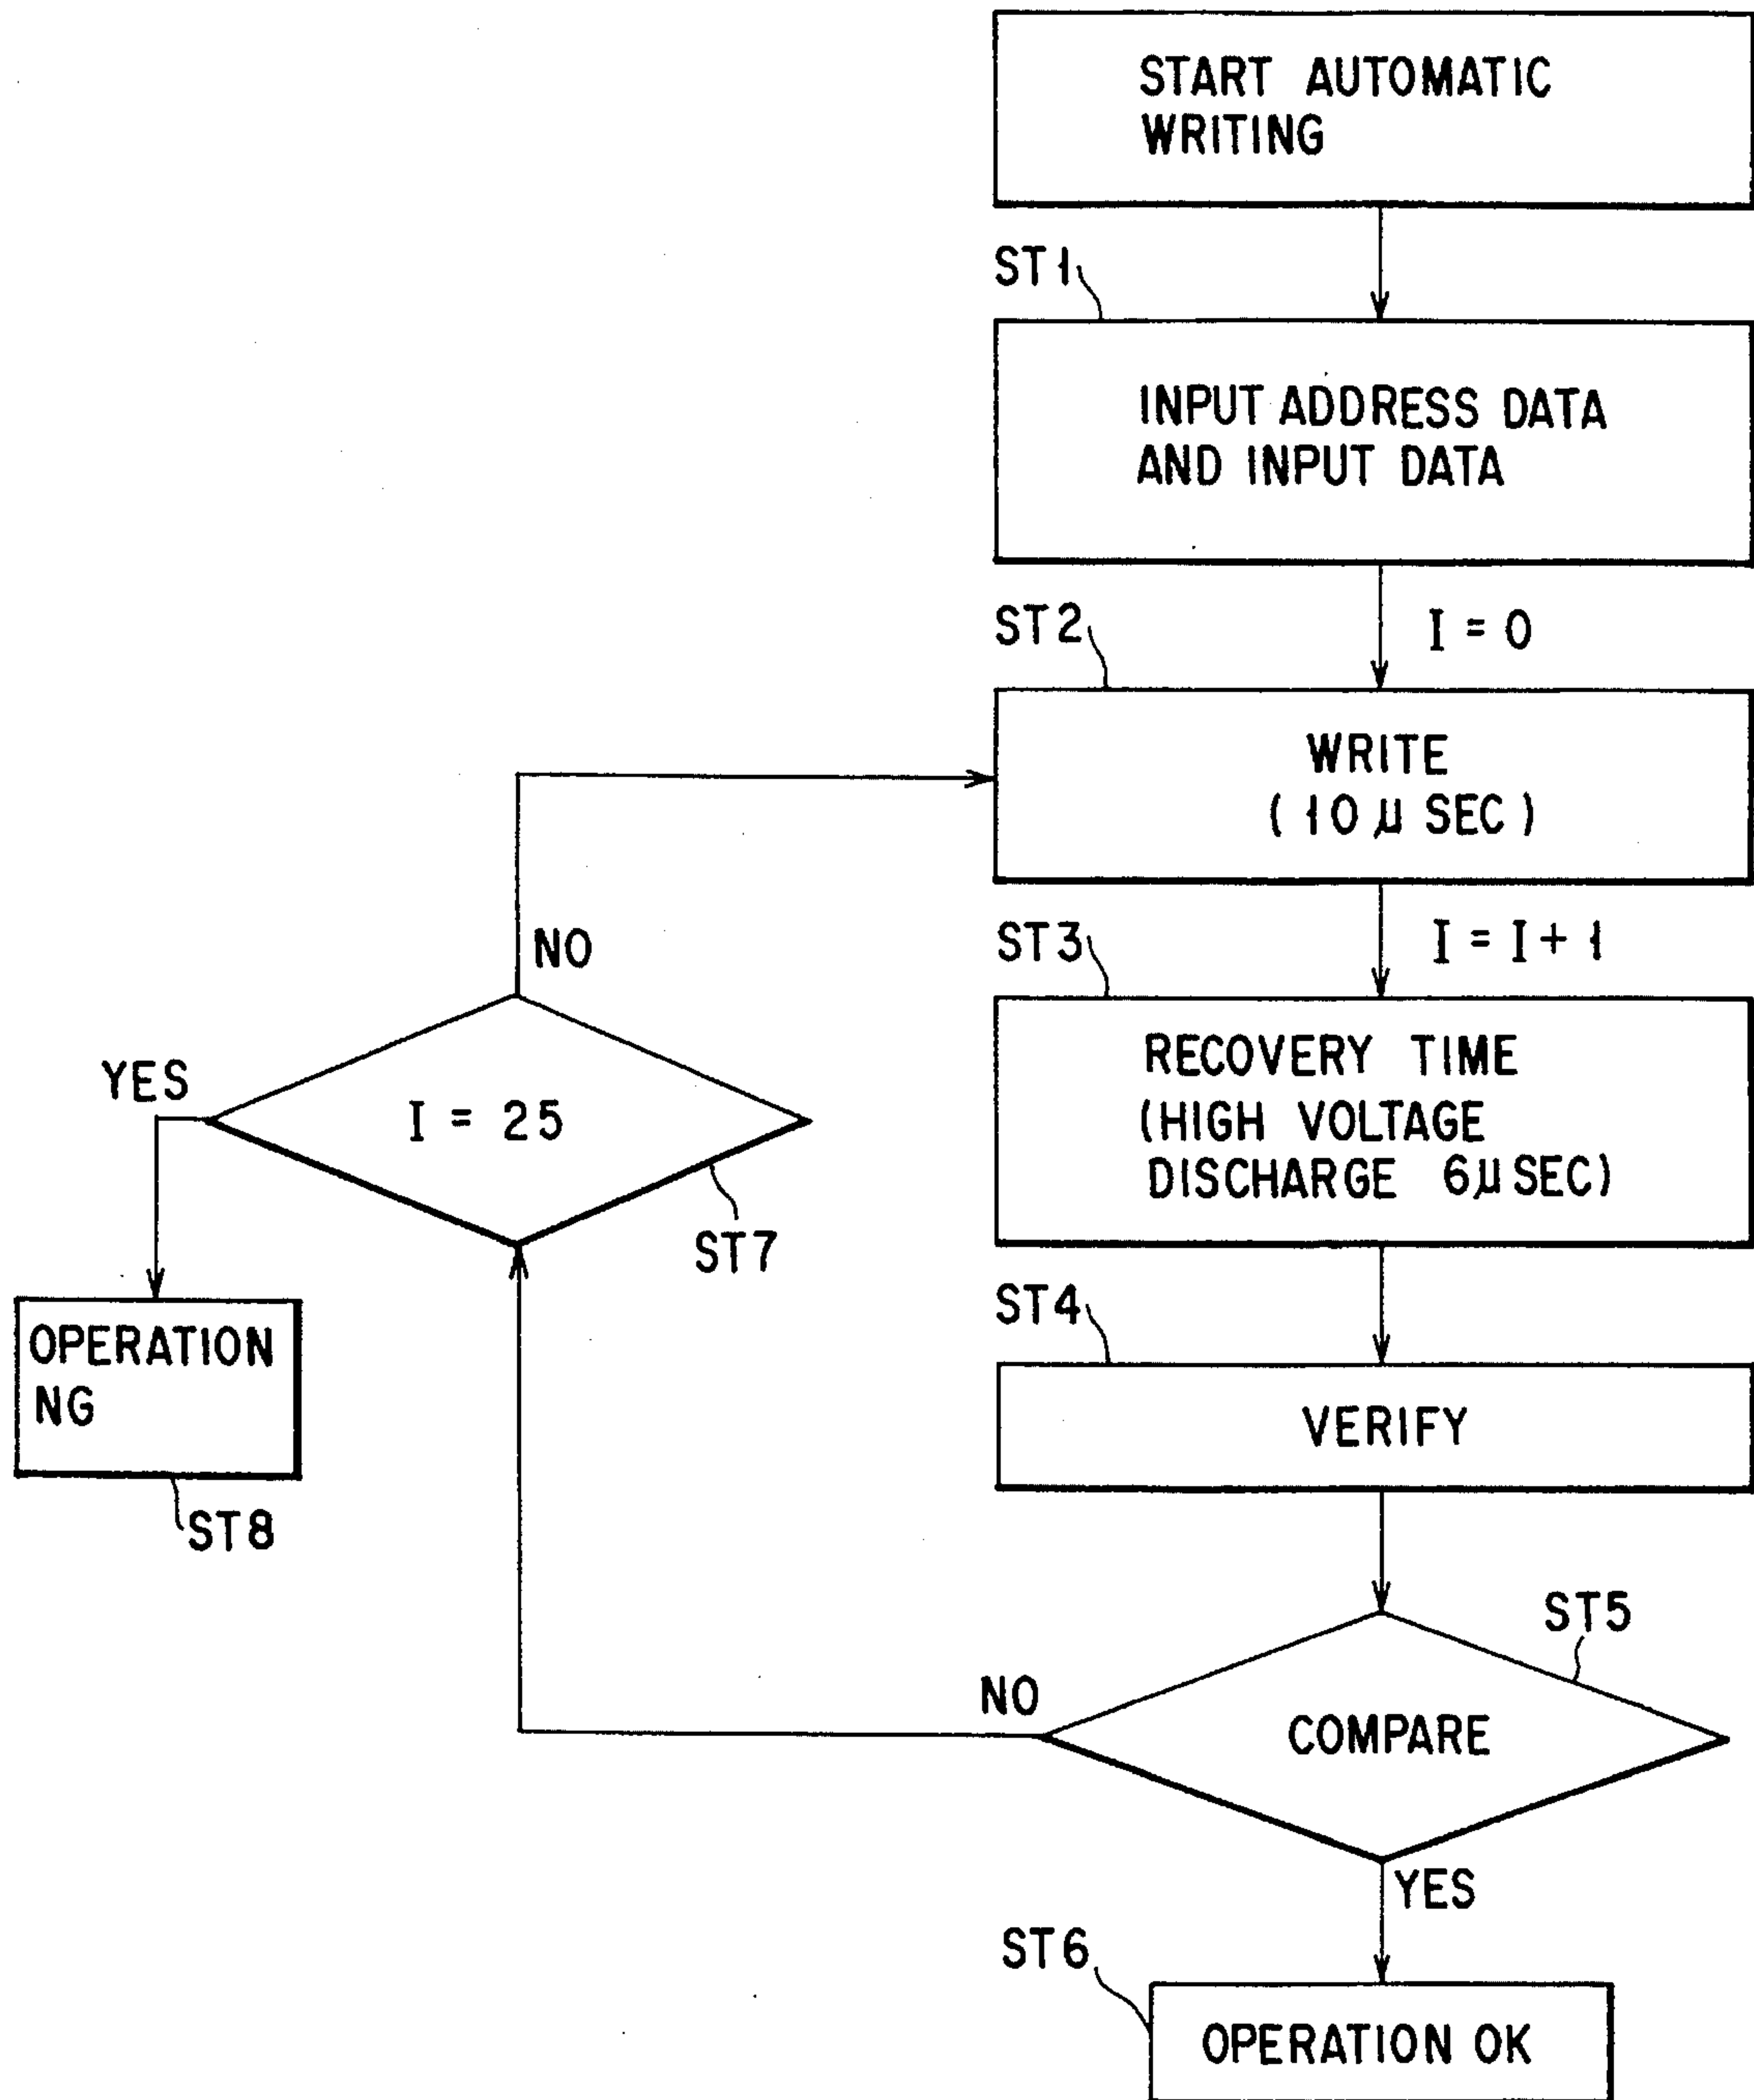 START AUTOMATIC
WRITING
ST1
INPUT ADDRESS DATA
AND INPUT DATA
ST2
I = 0
WRITE
( 10 μ SEC )
ST3
I = I + 1
NO
RECOVERY TIME
(HIGH VOLTAGE
DISCHARGE 6μ SEC)
YES
I = 25
ST7
ST4
OPERATION
NG
VERIFY
ST8
ST5
NO
COMPARE
YES
ST6
OPERATION OK